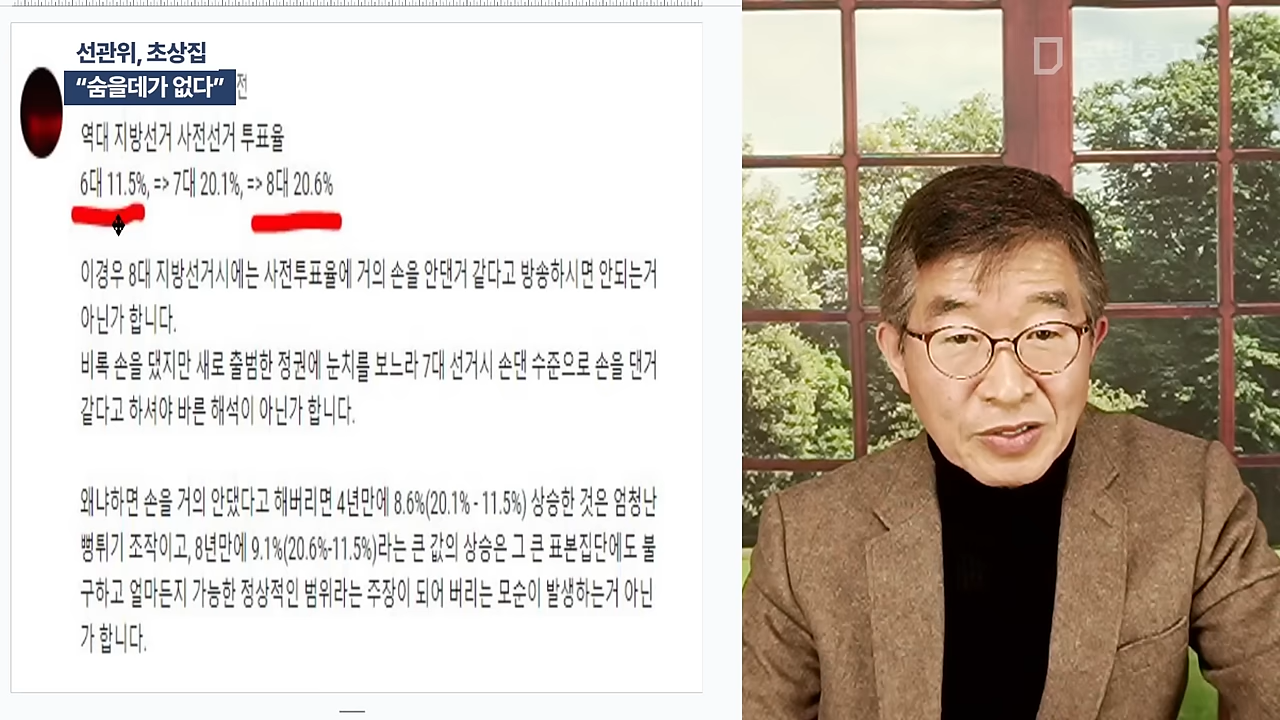 선관위, 초상집
“숨을데가 없다”
전
역대 지방선거 사전선거 투표율
6대 11.5%, => 7대 20.1%, => 8대 20.6%
이경우 8대 지방선거시에는 사전투표율에 거의 손을 안댄거 같다고 방송하시면 안되는거
아닌가 합니다.
비록 손을 댔지만 새로 출범한 정권에 눈치를 보느라 7대 선거시 손댄 수준으로 손을 댄거
같다고 하셔야 바른 해석이 아닌가 합니다.
왜냐하면 손을 거의 안댔다고 해버리면 4년만에 8.6%(20.1% - 11.5%) 상승한 것은 엄청난
뻥튀기 조작이고, 8년만에 9.1%(20.6%-11.5%)라는 큰 값의 상승은 그 큰 표본집단에도 불
구하고 얼마든지 가능한 정상적인 범위라는 주장이 되어 버리는 모순이 발생하는거 아닌
가 합니다.
공병호TV